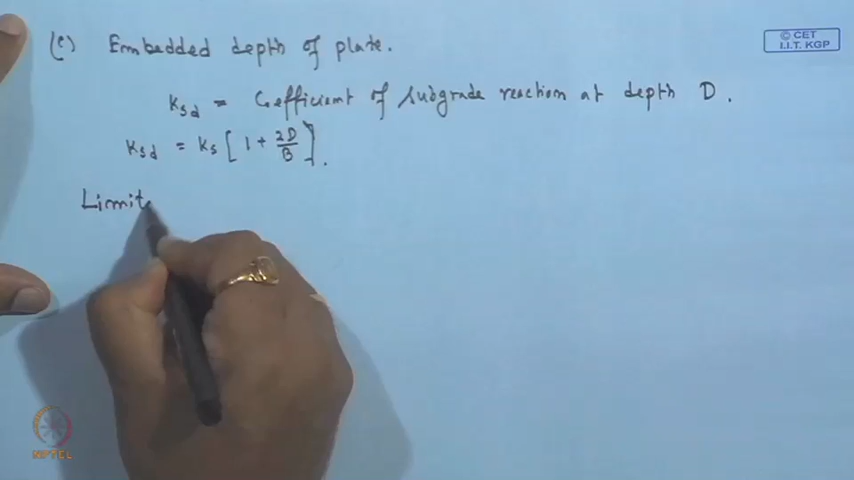 (c) Embedded depth of plate.
© CET
I.I.T. KGP
Ksd = Coefficient of subgrade reaction at depth D.
Ksd = Ks [1 + 2D/B].
Limit
NPTEL